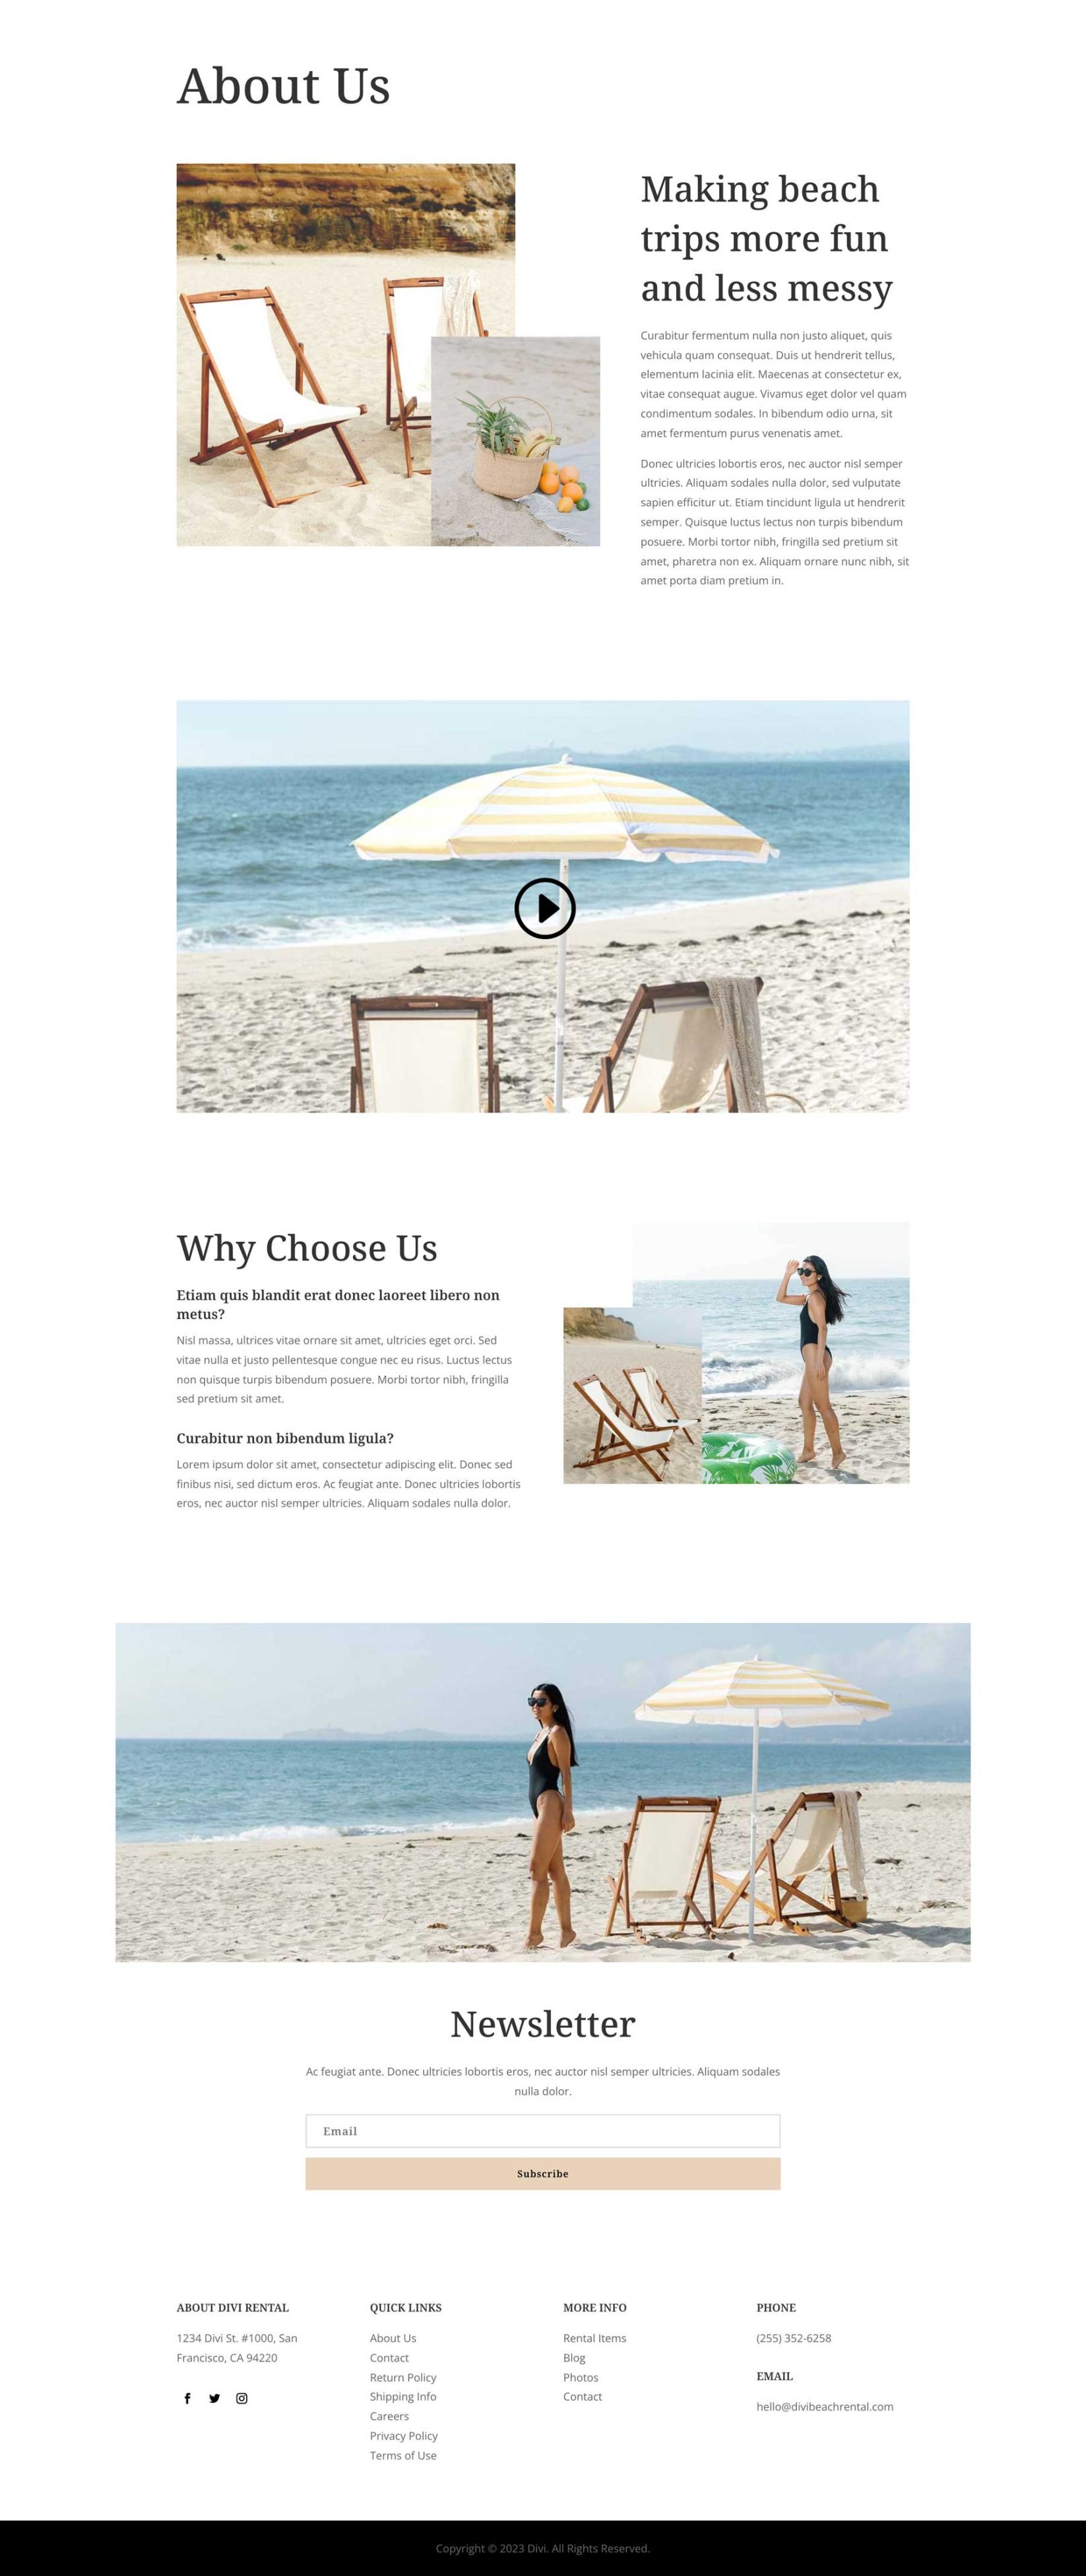 About Us
Making beach
trips more fun
and less messy
Curabitur fermentum nulla non justo aliquet, quis
vehicula quam consequat. Duis ut hendrerit tellus,
elementum lacinia elit. Maecenas at consectetur ex,
vitae consequat augue. Vivamus eget dolor vel quam
condimentum sodales. In bibendum odio urna, sit
amet fermentum purus venenatis amet.
Donec ultricies lobortis eros, nec auctor nisl semper
ultricies. Aliquam sodales nulla dolor, sed vulputate
sapien efficitur ut. Etiam tincidunt ligula ut hendrerit
semper. Quisque luctus lectus non turpis bibendum
posuere. Morbi tortor nibh, fringilla sed pretium sit
amet, pharetra non ex. Aliquam ornare nunc nibh, sit
amet porta diam pretium in.
Why Choose Us
Etiam quis blandit erat donec laoreet libero non
metus?
Nisl massa, ultrices vitae ornare sit amet, ultricies eget orci. Sed
vitae nulla et justo pellentesque congue nec eu risus. Luctus lectus
non quisque turpis bibendum posuere. Morbi tortor nibh, fringilla
sed pretium sit amet.
Curabitur non bibendum ligula?
Lorem ipsum dolor sit amet, consectetur adipiscing elit. Donec sed
finibus nisi, sed dictum eros. Ac feugiat ante. Donec ultricies lobortis
eros, nec auctor nisl semper ultricies. Aliquam sodales nulla dolor.
Newsletter
Ac feugiat ante. Donec ultricies lobortis eros, nec auctor nisl semper ultricies. Aliquam sodales
nulla dolor.
Email
Subscribe
ABOUT DIVI RENTAL
1234 Divi St. #1000, San
Francisco, CA 94220
QUICK LINKS
About Us
Contact
Return Policy
Shipping Info
Careers
Privacy Policy
Terms of Use
MORE INFO
Rental Items
Blog
Photos
Contact
PHONE
(255) 352-6258
EMAIL
hello@divibeachrental.com
Copyright © 2023 Divi. All Rights Reserved.